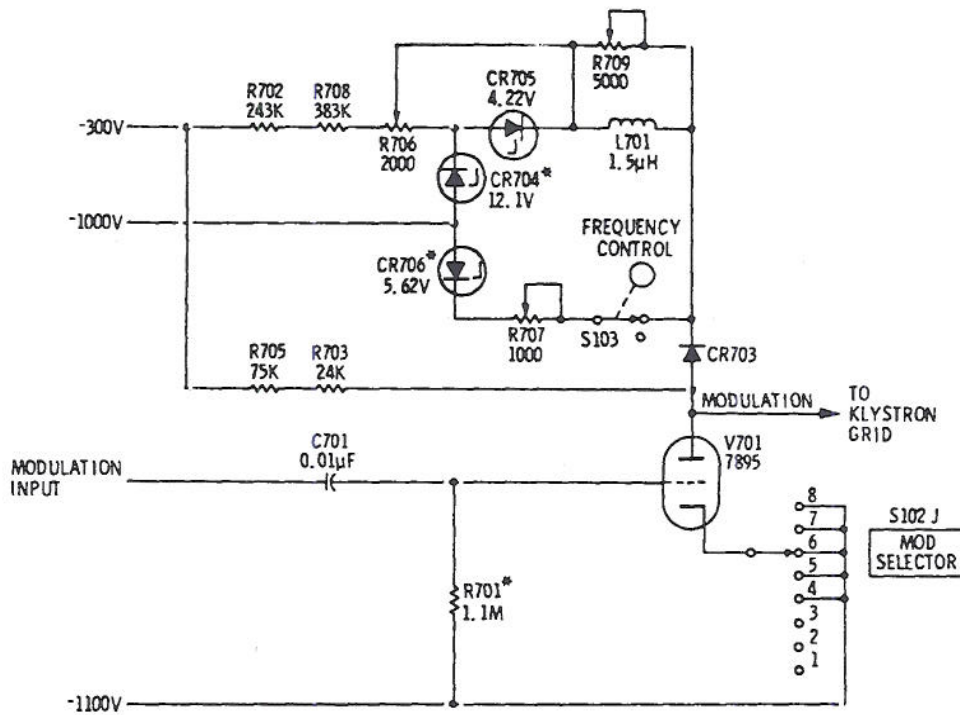 R709
5000
CR705
4.22V
R702
243K
R708
383K
-300V
R706
2000
L701
1.5μH
CR704*
12.1V
-1000V
FREQUENCY
CONTROL
CR706*
5.62V
R707
1000
S103
CR703
R705
75K
R703
24K
MODULATION
TO
KLYSTRON
GRID
C701
0.01μF
V701
7895
MODULATION
INPUT
8
7
6
5
4
3
2
1
S102 J
MOD
SELECTOR
R701*
1.1M
-1100V